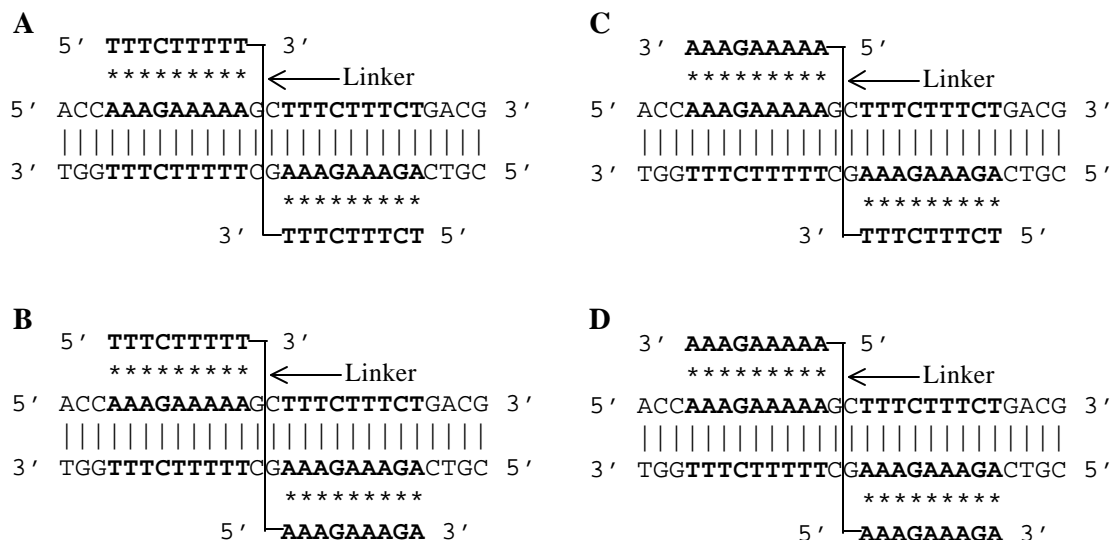 A
5′ TTTCTTTTT 3′
*********
Linker
5′ ACCAAAGAAAAAGCTTTCTTTCTGACG 3′
3′ TGGTTTCTTTTTCGAAAGAAAGACTGC 5′
*********
3′ TTTCTTTCT 5′
B
5′ TTTCTTTTT 3′
*********
Linker
5′ ACCAAAGAAAAAGCTTTCTTTCTGACG 3′
3′ TGGTTTCTTTTTCGAAAGAAAGACTGC 5′
*********
5′ AAAGAAAGA 3′
C
3′ AAAGAAAAA 5′
*********
Linker
5′ ACCAAAGAAAAAGCTTTCTTTCTGACG 3′
3′ TGGTTTCTTTTTCGAAAGAAAGACTGC 5′
*********
3′ TTTCTTTCT 5′
D
3′ AAAGAAAAA 5′
*********
Linker
5′ ACCAAAGAAAAAGCTTTCTTTCTGACG 3′
3′ TGGTTTCTTTTTCGAAAGAAAGACTGC 5′
*********
5′ AAAGAAAGA 3′